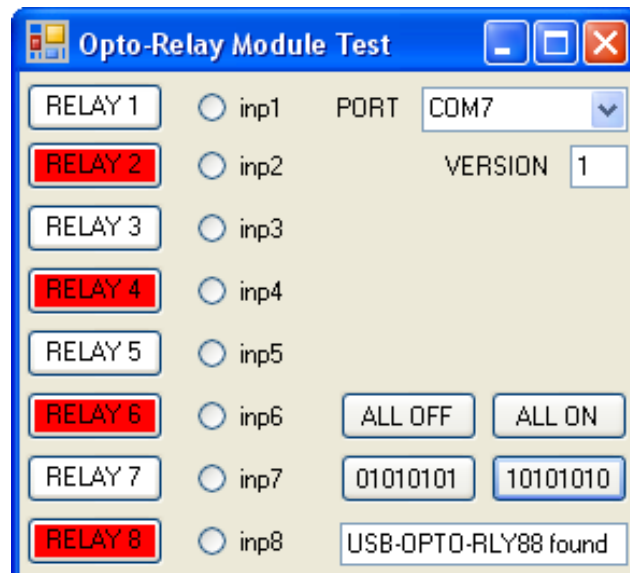 Opto-Relay Module Test
RELAY 1 inp1 PORT COM7
RELAY 2 inp2 VERSION 1
RELAY 3 inp3
RELAY 4 inp4
RELAY 5 inp5
RELAY 6 inp6 ALL OFF ALL ON
RELAY 7 inp7 01010101 10101010
RELAY 8 inp8 USB-OPTO-RLY88 found